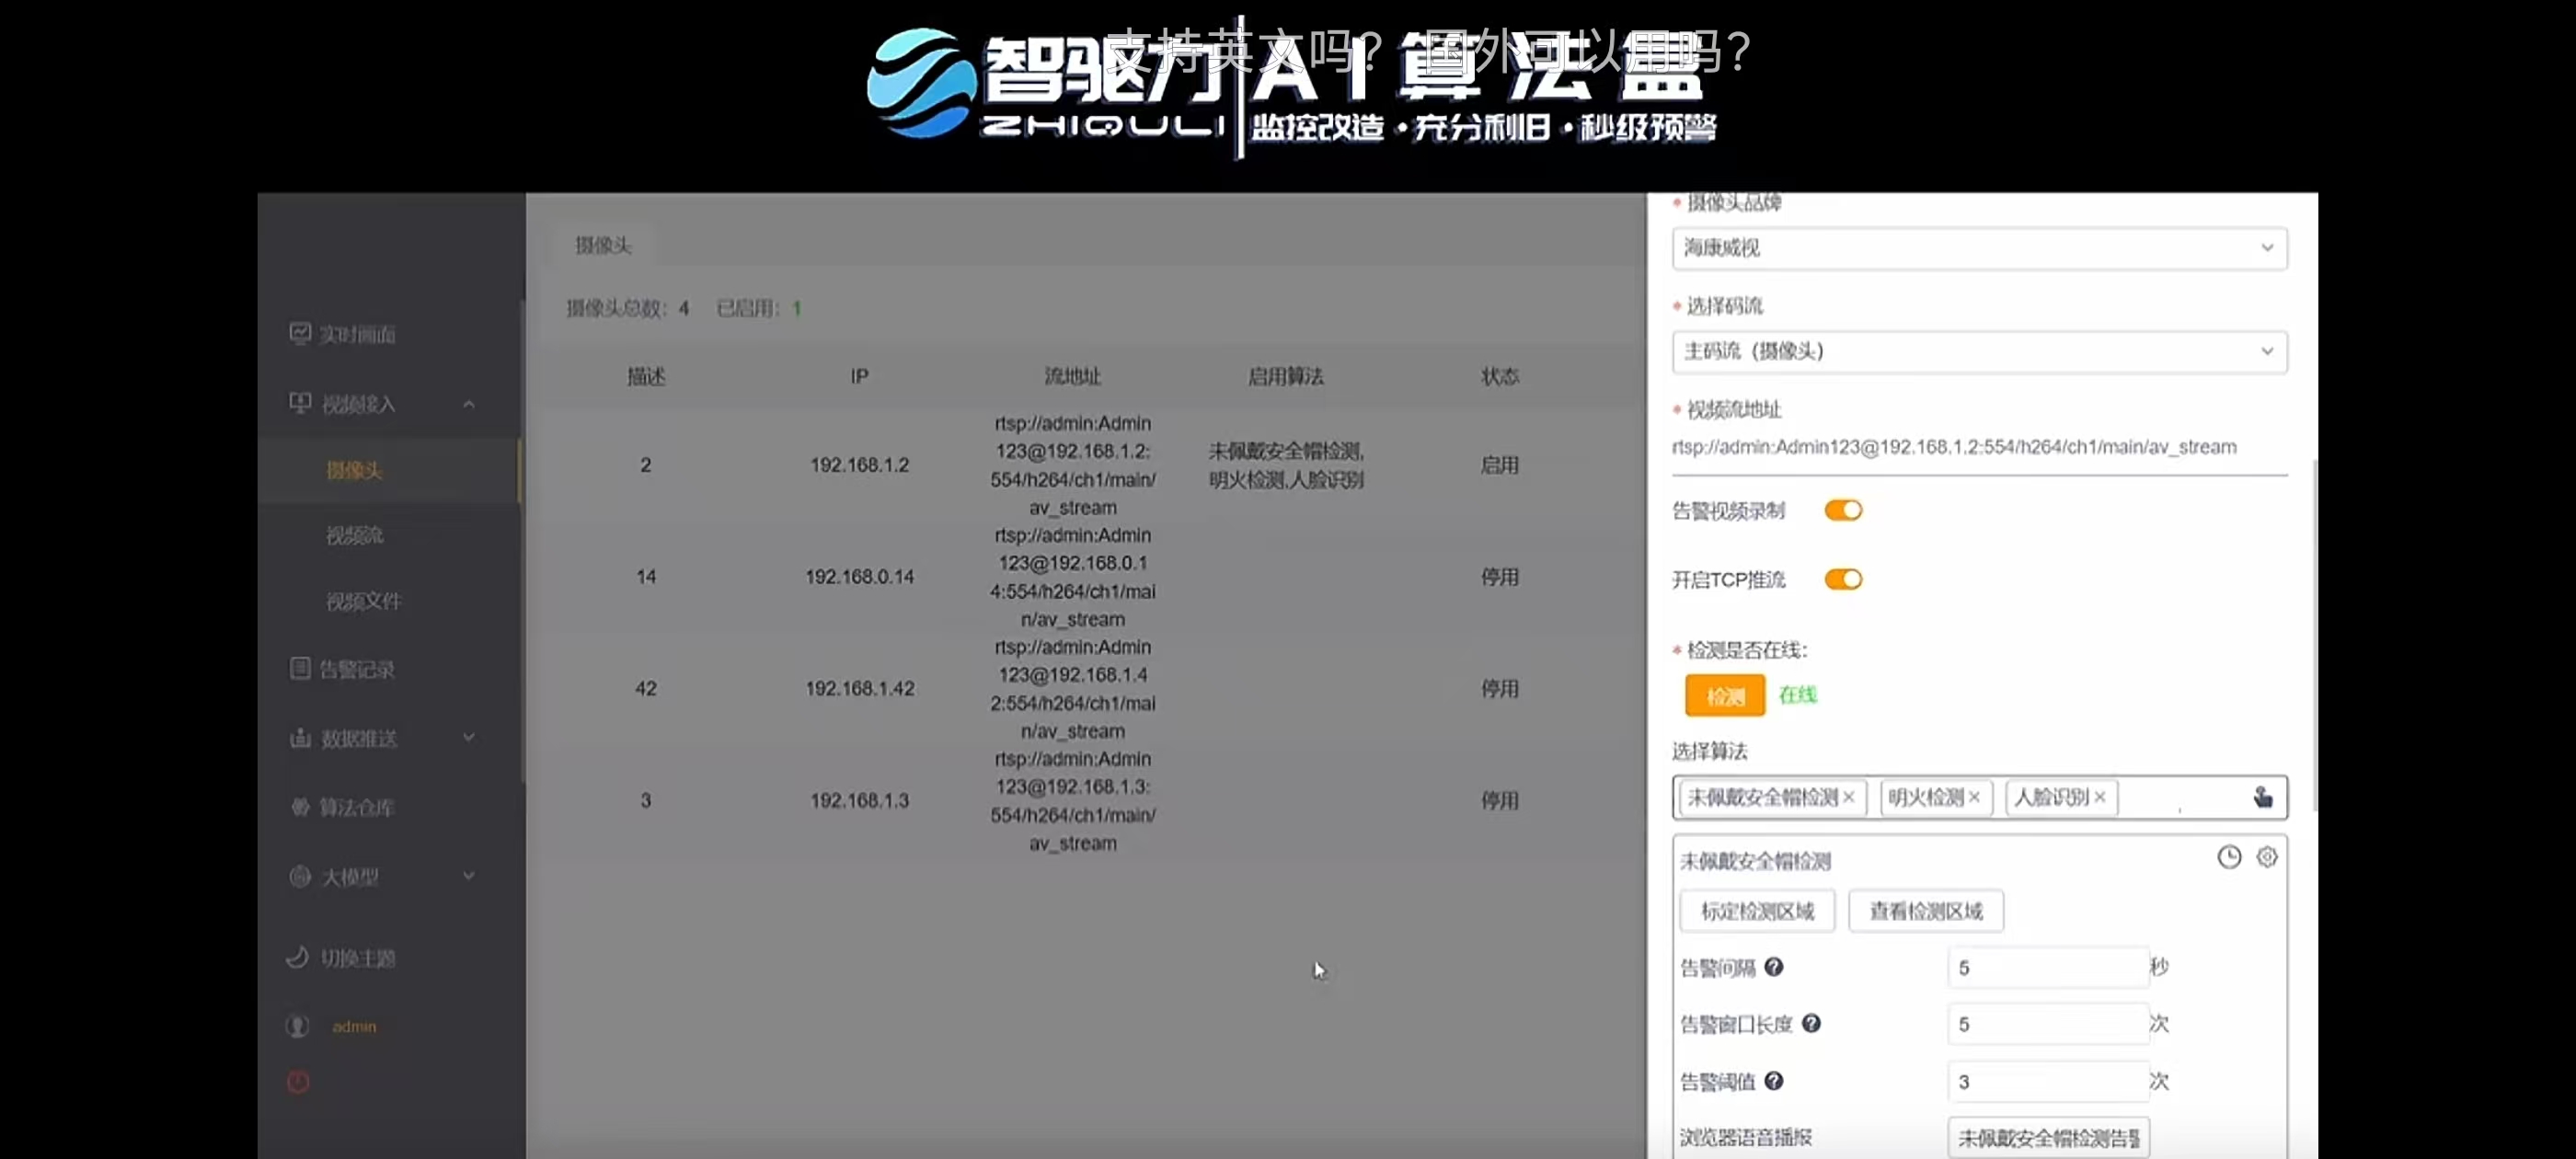 支持英文吗？ 国外可以用吗？
智驱力 AI算法盒
ZHIQULI 监控改造·充分利旧·秒级预警
实时画面
视频接入
摄像头
视频流
视频文件
告警记录
数据推送
算法仓库
大模型
切换主题
admin
摄像头
摄像头总数： 4 已启用： 1
描述 IP 流地址 启用算法 状态
2 192.168.1.2 rtsp://admin:Admin123@192.168.1.2:554/h264/ch1/main/av_stream 未佩戴安全帽检测,明火检测,人脸识别 启用
14 192.168.0.14 rtsp://admin:Admin123@192.168.0.14:554/h264/ch1/main/av_stream 停用
42 192.168.1.42 rtsp://admin:Admin123@192.168.1.42:554/h264/ch1/main/av_stream 停用
3 192.168.1.3 rtsp://admin:Admin123@192.168.1.3:554/h264/ch1/main/av_stream 停用
* 摄像头品牌
海康威视
* 选择码流
主码流（摄像头）
* 视频流地址
rtsp://admin:Admin123@192.168.1.2:554/h264/ch1/main/av_stream
告警视频录制
开启TCP推流
* 检测是否在线：
检测 在线
选择算法
未佩戴安全帽检测 × 明火检测 × 人脸识别 ×
未佩戴安全帽检测
标定检测区域 查看检测区域
告警间隔 ? 5 秒
告警窗口长度 ? 5 次
告警阈值 ? 3 次
浏览器语音播报 未佩戴安全帽检测告警